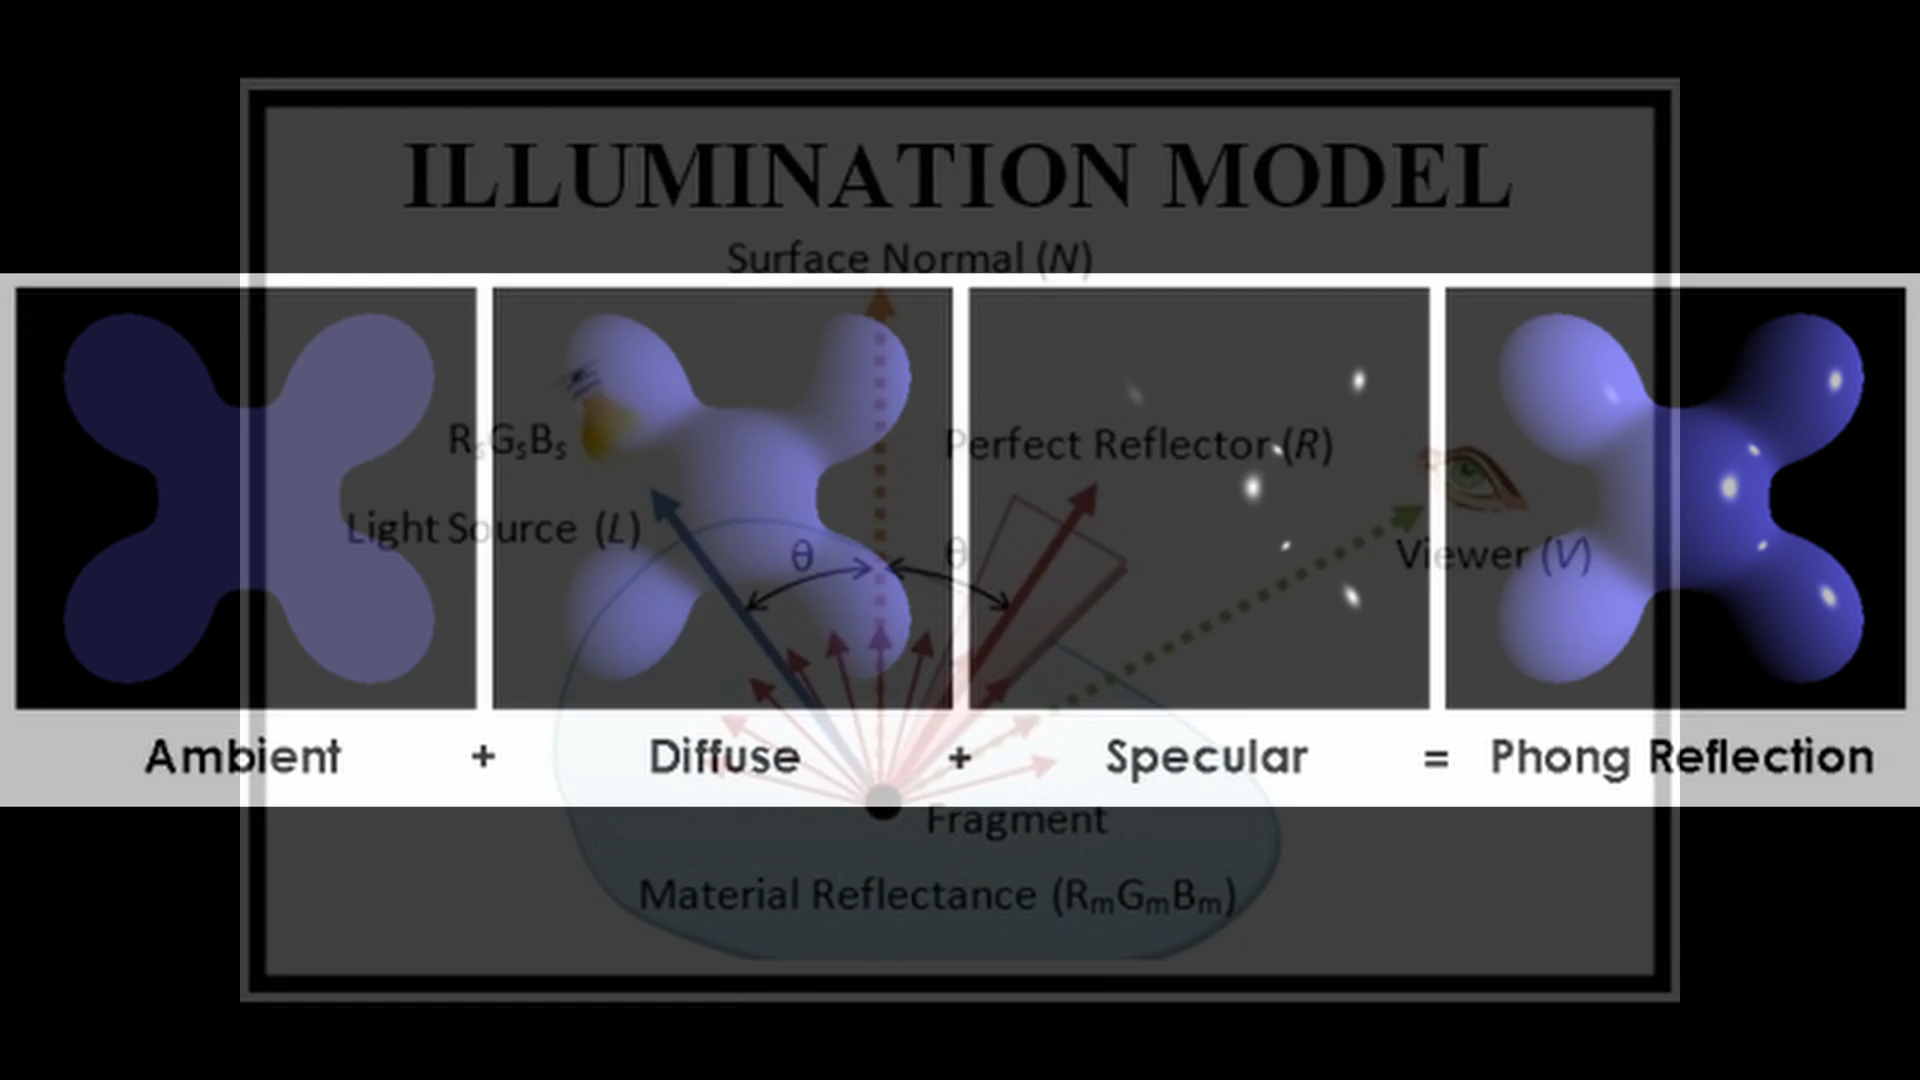 ILLUMINATION MODEL
Surface Normal (N)
RsGsBs
Perfect Reflector (R)
Light Source (L)
θ
θ
Viewer (V)
Ambient + Diffuse + Specular = Phong Reflection
Fragment
Material Reflectance (RmGmBm)